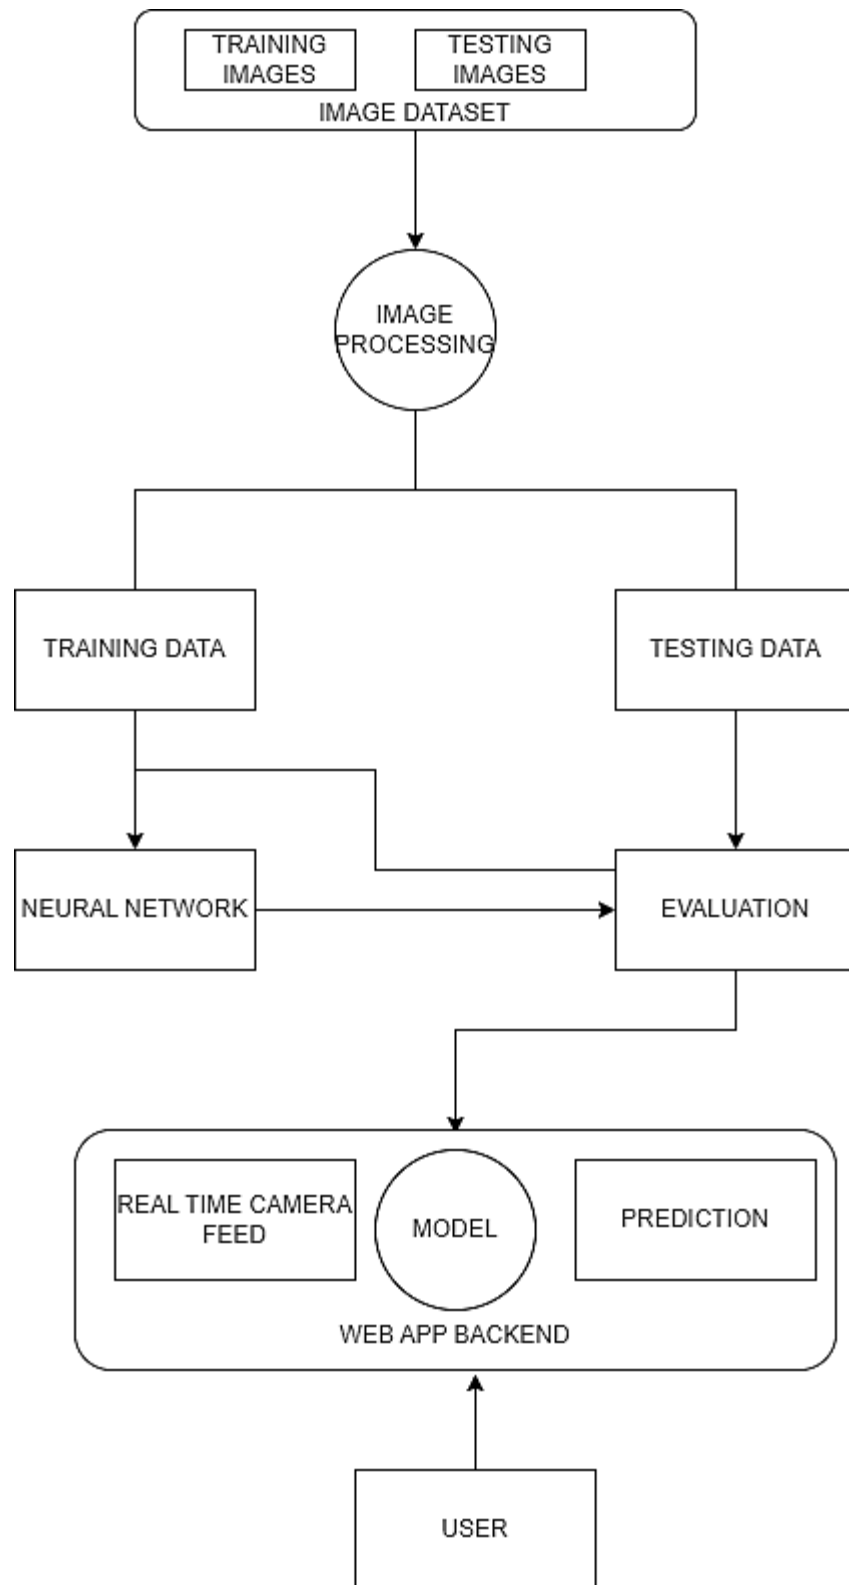 TRAINING
IMAGES
TESTING
IMAGES
IMAGE DATASET
IMAGE
PROCESSING
TRAINING DATA
TESTING DATA
NEURAL NETWORK
EVALUATION
REAL TIME CAMERA
FEED
MODEL
PREDICTION
WEB APP BACKEND
USER